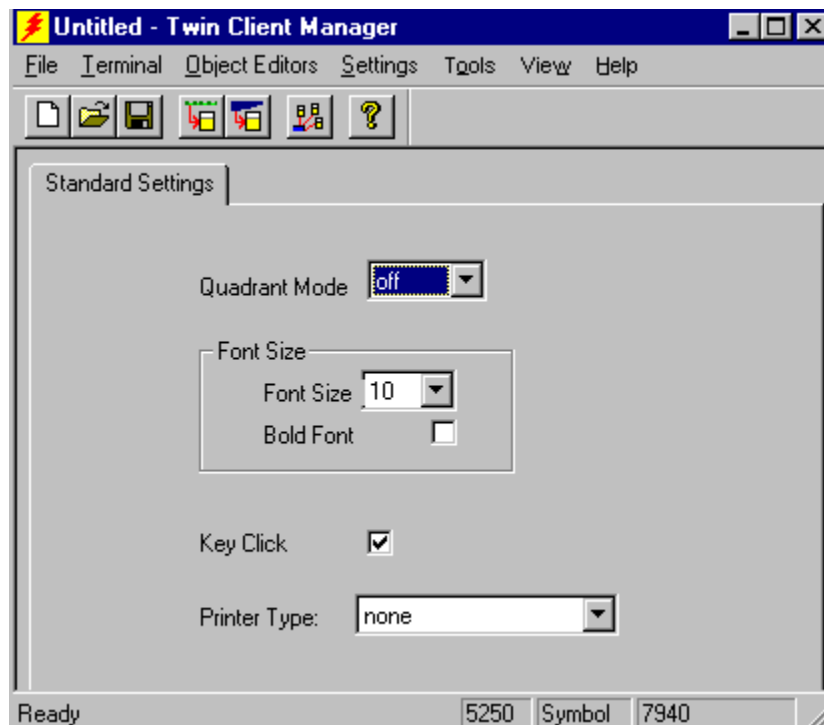 Untitled - Twin Client Manager
File Terminal Object Editors Settings Tools View Help
Standard Settings
Quadrant Mode off
Font Size
Font Size 10
Bold Font
Key Click
Printer Type: none
Ready 5250 Symbol 7940